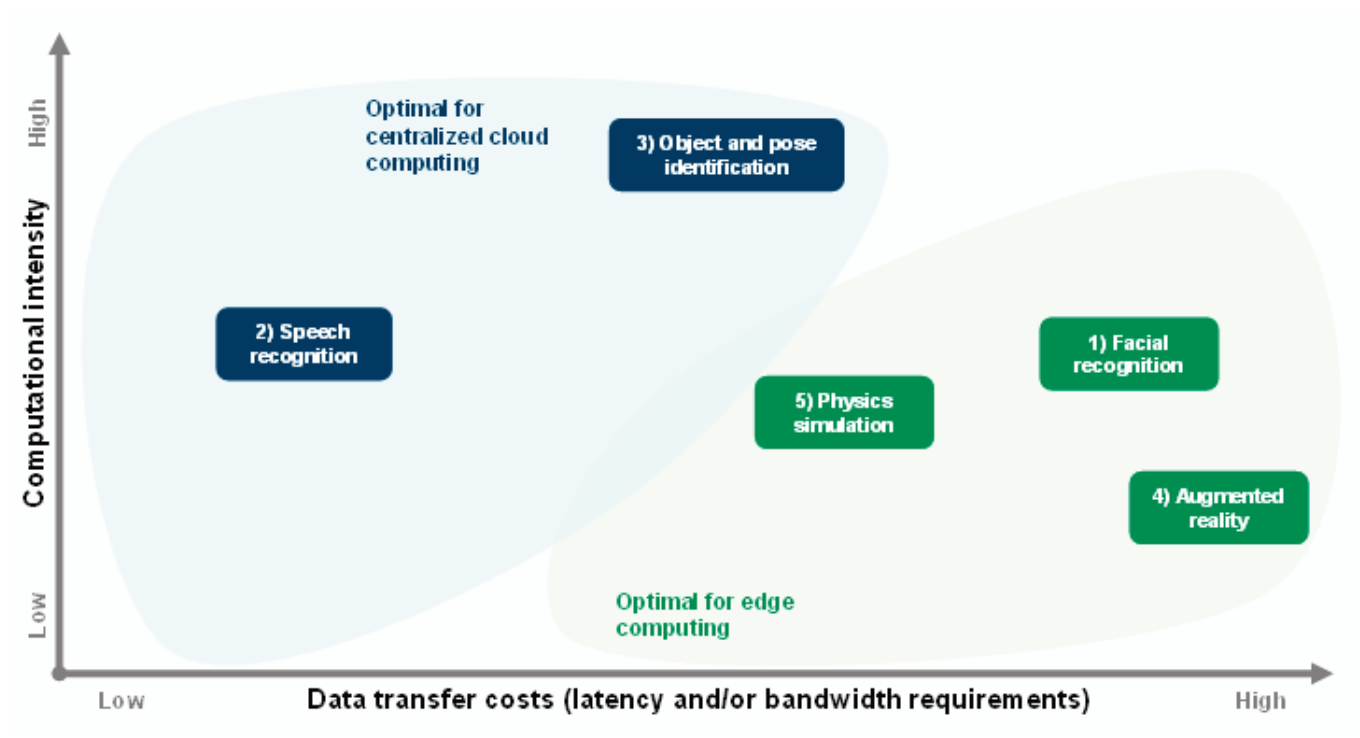 High
Computational intensity
Low
Optimal for
centralized cloud
computing
3) Object and pose
identification
2) Speech
recognition
1) Facial
recognition
5) Physics
simulation
4) Augmented
reality
Optimal for edge
computing
Low
Data transfer costs (latency and/or bandwidth requirements)
High